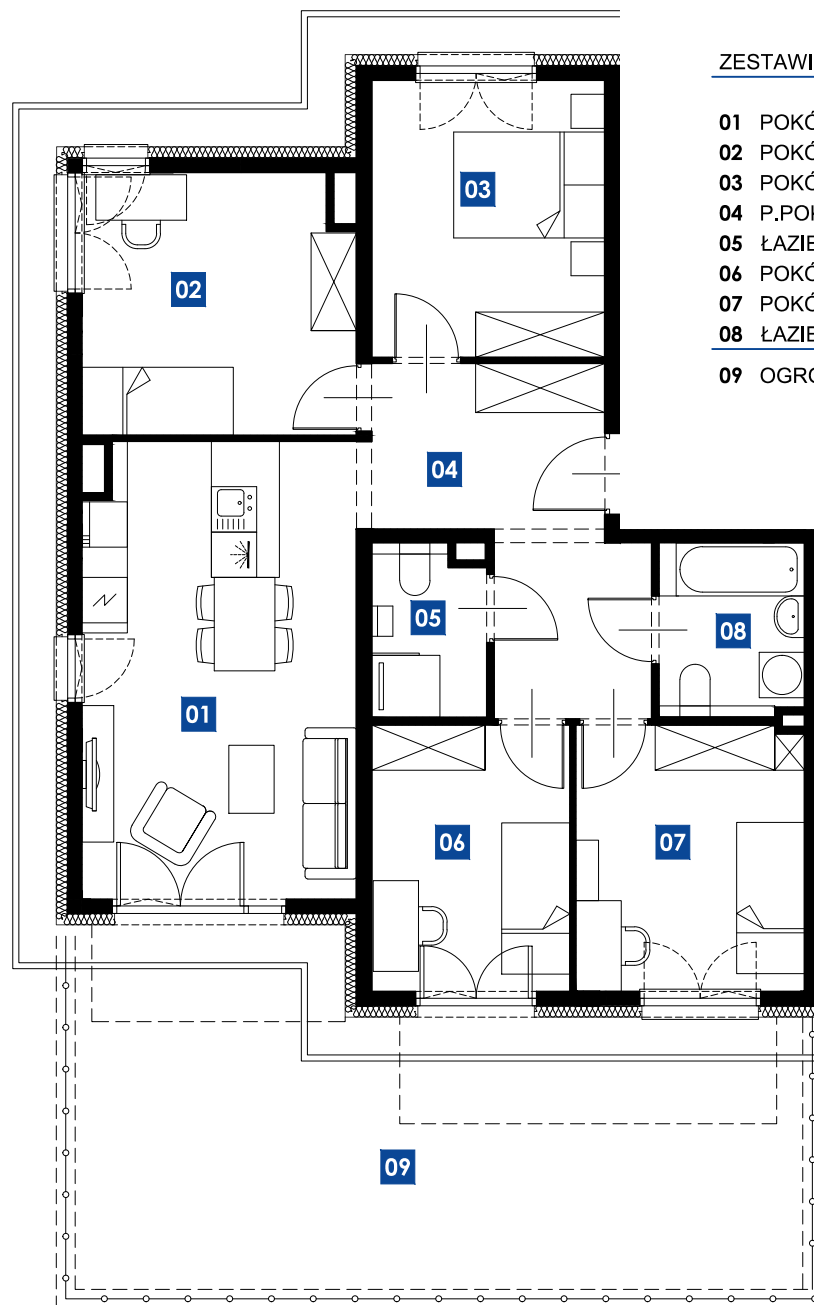 ZESTAWI
01 POKÓ
02 POKÓ
03 POKÓ
04 P.POK
05 ŁAZIE
06 POKÓ
07 POKÓ
08 ŁAZIE
09 OGRO
03
02
04
05
08
01
06
07
09